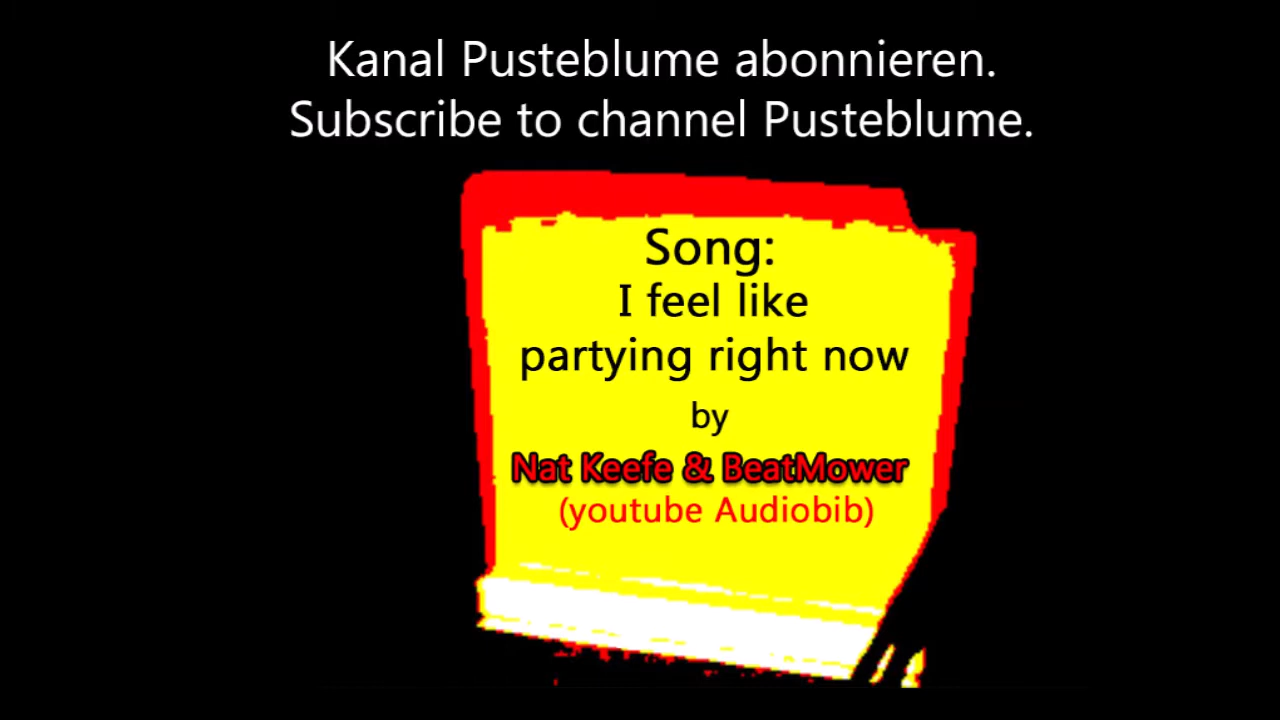 Kanal Pusteblume abonnieren.
Subscribe to channel Pusteblume.
Song:
I feel like
partying right now
by
Nat Keefe & BeatMower
(youtube Audiobib)